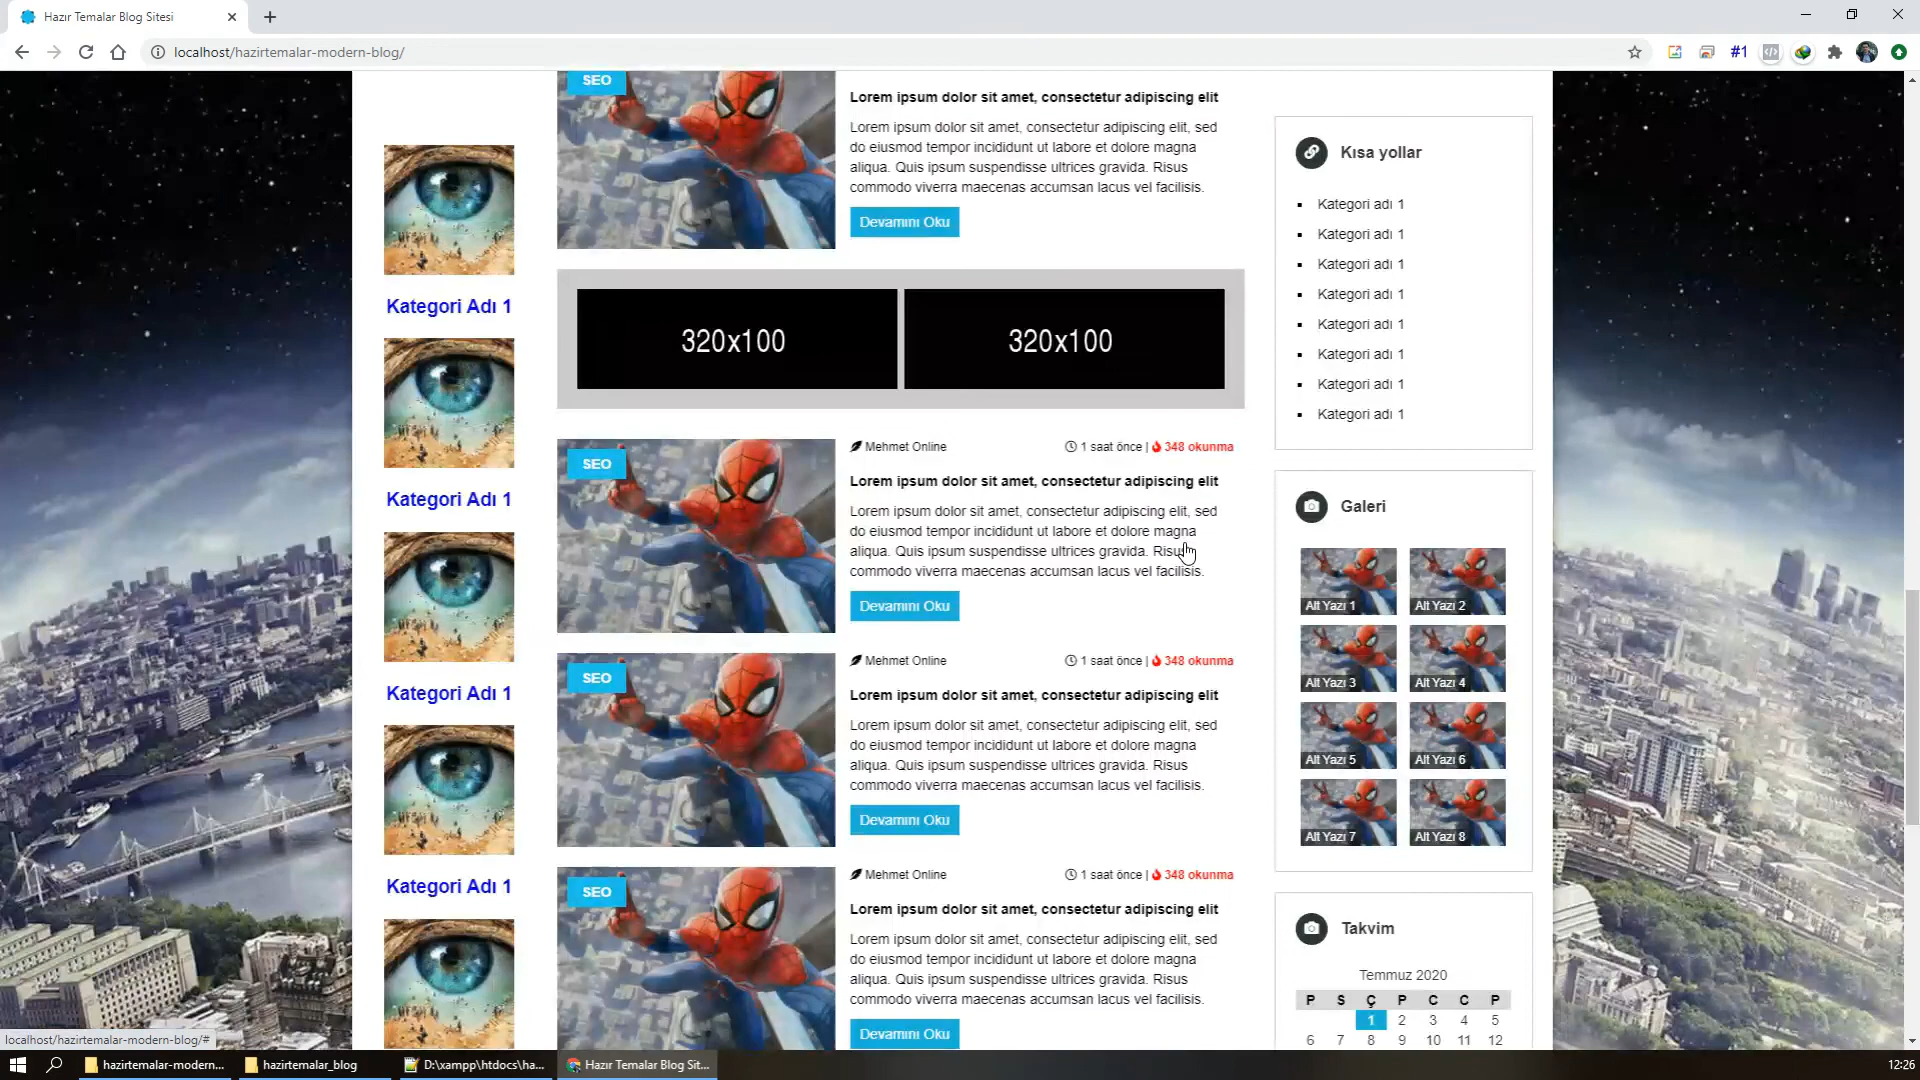 Hazır Temalar Blog Sitesi
localhost/hazirtemalar-modern-blog/
#1
Kategori Adı 1
Kategori Adı 1
Kategori Adı 1
Kategori Adı 1
SEO
Lorem ipsum dolor sit amet, consectetur adipiscing elit
Lorem ipsum dolor sit amet, consectetur adipiscing elit, sed
do eiusmod tempor incididunt ut labore et dolore magna
aliqua. Quis ipsum suspendisse ultrices gravida. Risus
commodo viverra maecenas accumsan lacus vel facilisis.
Devamını Oku
320x100
320x100
SEO
Mehmet Online
1 saat önce | 348 okunma
Lorem ipsum dolor sit amet, consectetur adipiscing elit
Lorem ipsum dolor sit amet, consectetur adipiscing elit, sed
do eiusmod tempor incididunt ut labore et dolore magna
aliqua. Quis ipsum suspendisse ultrices gravida. Risus
commodo viverra maecenas accumsan lacus vel facilisis.
Devamını Oku
SEO
Mehmet Online
1 saat önce | 348 okunma
Lorem ipsum dolor sit amet, consectetur adipiscing elit
Lorem ipsum dolor sit amet, consectetur adipiscing elit, sed
do eiusmod tempor incididunt ut labore et dolore magna
aliqua. Quis ipsum suspendisse ultrices gravida. Risus
commodo viverra maecenas accumsan lacus vel facilisis.
Devamını Oku
SEO
Mehmet Online
1 saat önce | 348 okunma
Lorem ipsum dolor sit amet, consectetur adipiscing elit
Lorem ipsum dolor sit amet, consectetur adipiscing elit, sed
do eiusmod tempor incididunt ut labore et dolore magna
aliqua. Quis ipsum suspendisse ultrices gravida. Risus
commodo viverra maecenas accumsan lacus vel facilisis.
Devamını Oku
Kısa yollar
Kategori adı 1
Kategori adı 1
Kategori adı 1
Kategori adı 1
Kategori adı 1
Kategori adı 1
Kategori adı 1
Kategori adı 1
Galeri
Alt Yazı 1 Alt Yazı 2
Alt Yazı 3 Alt Yazı 4
Alt Yazı 5 Alt Yazı 6
Alt Yazı 7 Alt Yazı 8
Takvim
Temmuz 2020
P S Ç P C C P
1 2 3 4 5
6 7 8 9 10 11 12
localhost/hazirtemalar-modern-blog/#
hazirtemalar-modern... hazirtemalar_blog D:\xampp\htdocs\ha... Hazır Temalar Blog Sit... 12:26